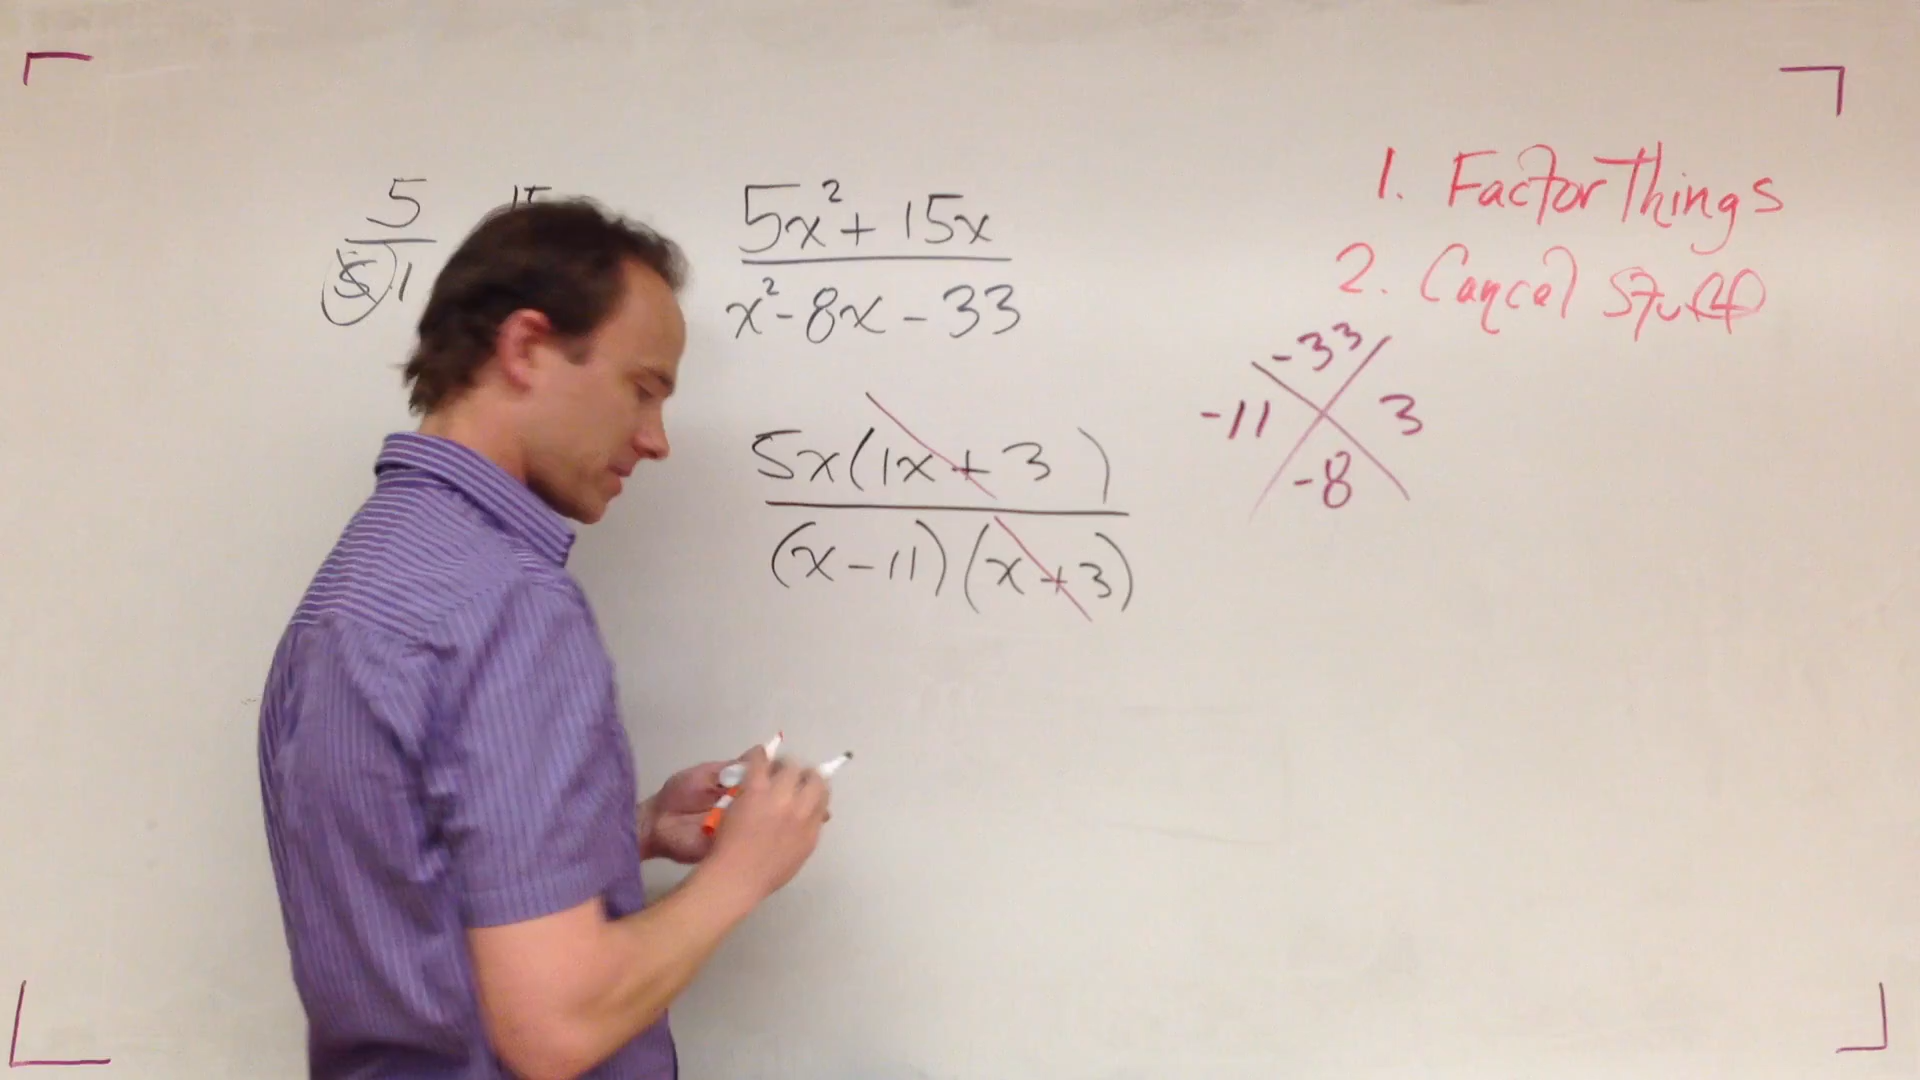 5
5 1
5x² + 15x
x² - 8x - 33
5x(1x + 3)
(x - 11)(x + 3)
1. Factor Things
2. Cancel Stuff
-33
-11 3
-8